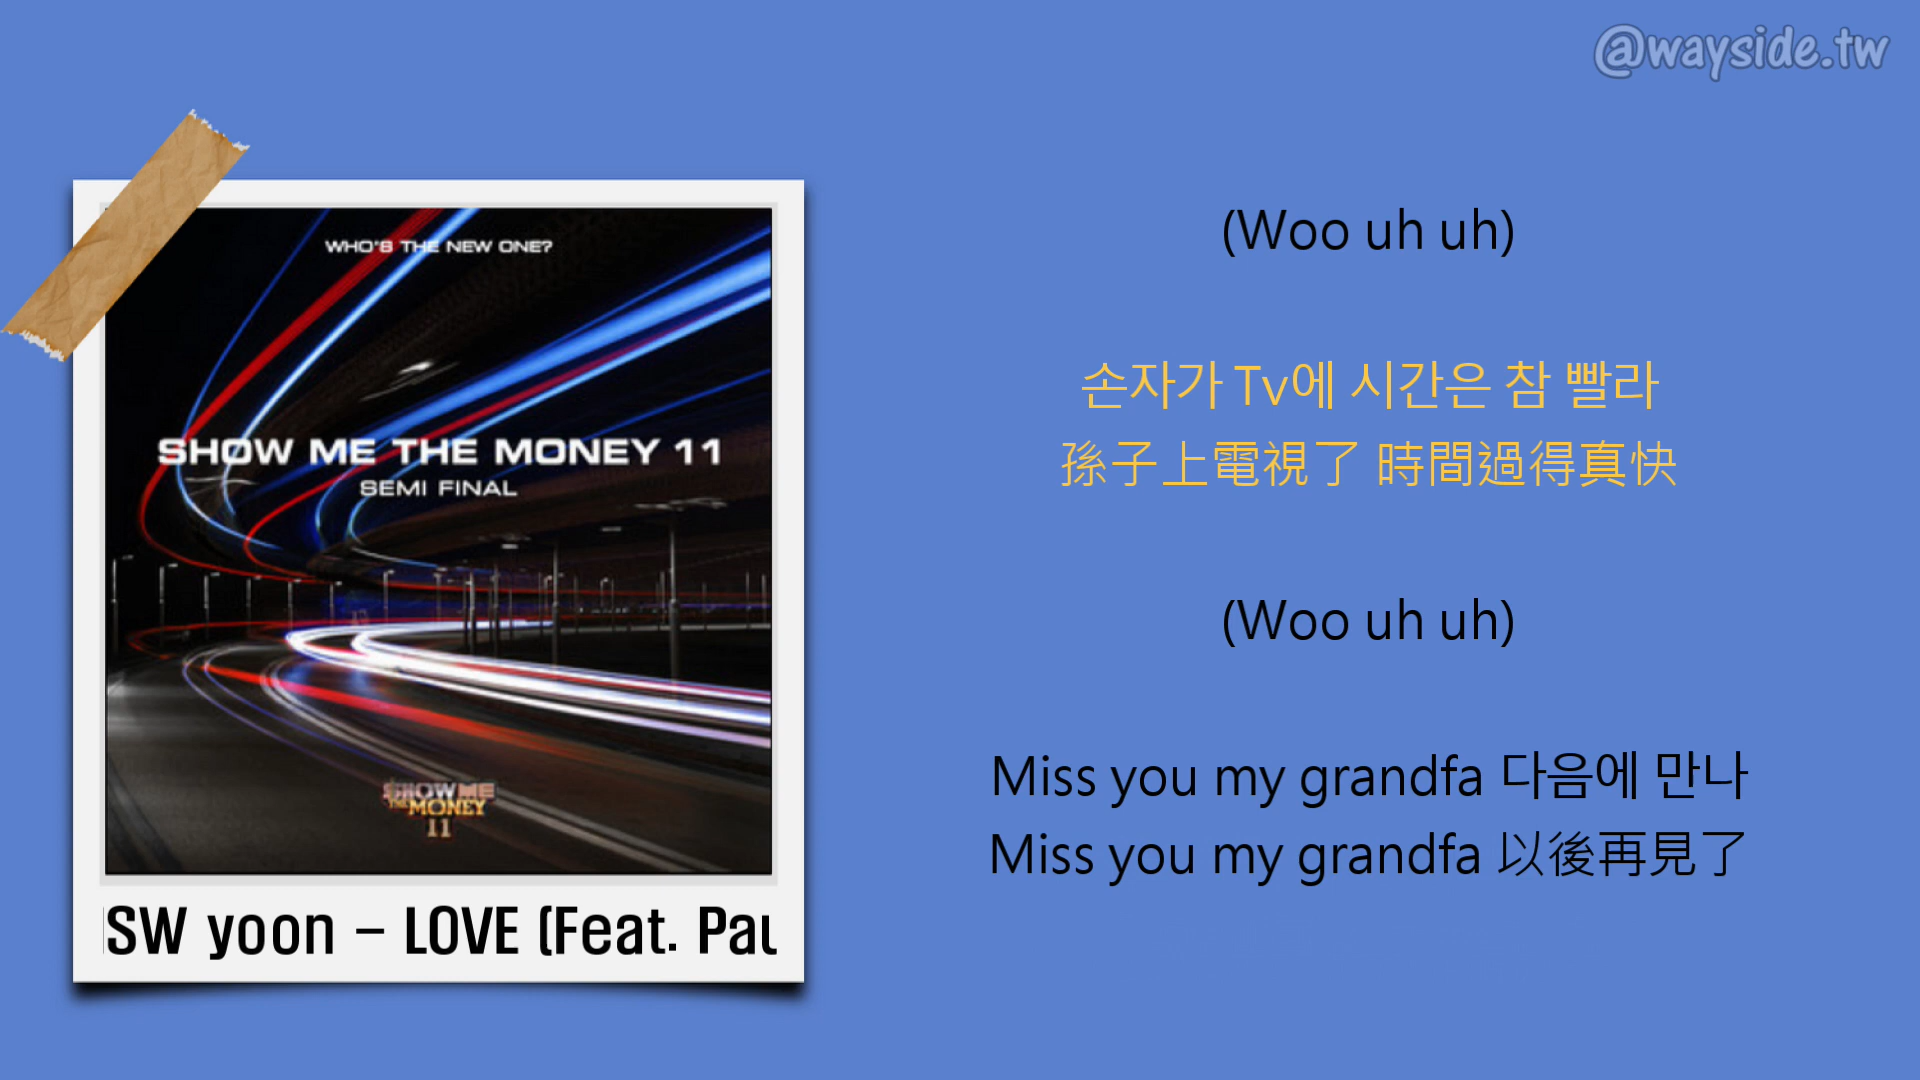 @wayside.tw
WHO'S THE NEW ONE?
SHOW ME THE MONEY 11
SEMI FINAL
SHOW ME
THE MONEY
11
SW yoon – LOVE (Feat. Pau
(Woo uh uh)
손자가 Tv에 시간은 참 빨라
孫子上電視了 時間過得真快
(Woo uh uh)
Miss you my grandfa 다음에 만나
Miss you my grandfa 以後再見了